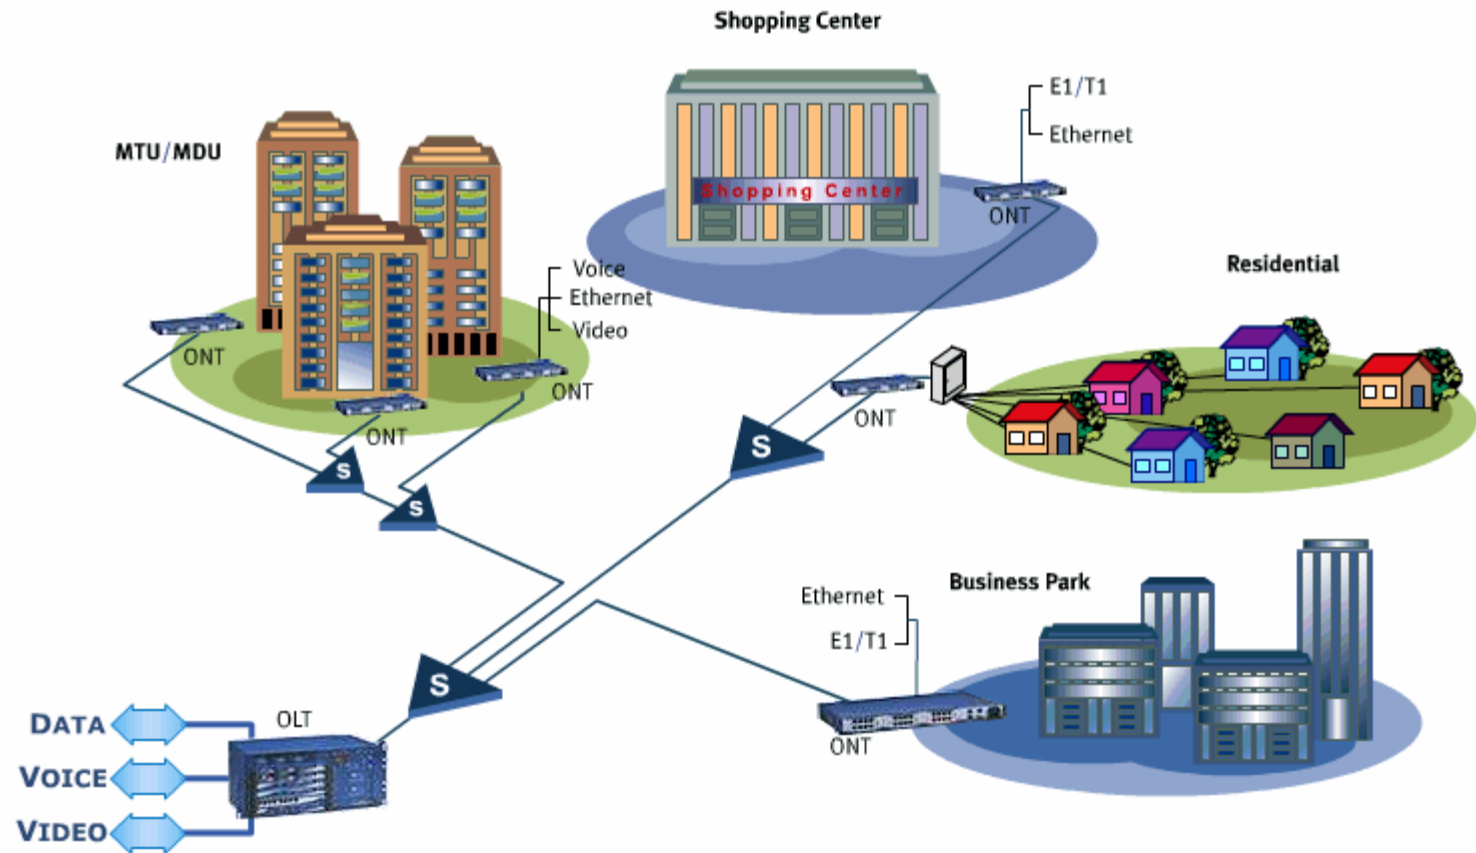 Shopping Center
E1/T1
Ethernet
MTU/MDU
Shopping Center
ONT
Residential
Voice
Ethernet
Video
ONT
ONT
ONT
ONT
S
S
S
Business Park
Ethernet
E1/T1
S
OLT
ONT
DATA
VOICE
VIDEO